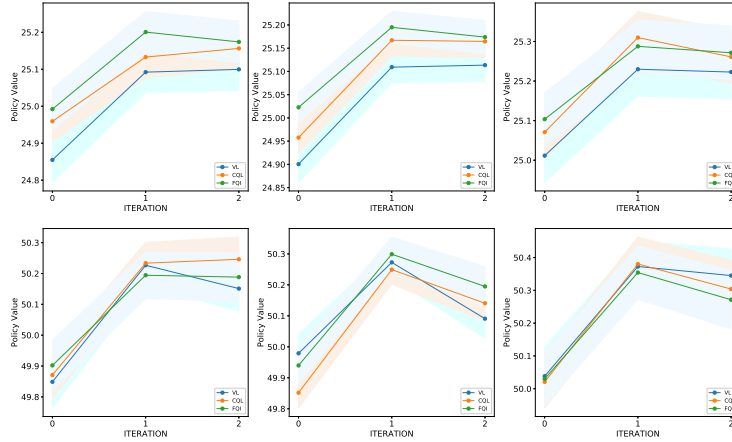 Policy Value
25.2
25.1
25.0
24.9
24.8
0 1 2
ITERATION
VL
CQL
FQI
Policy Value
25.20
25.15
25.10
25.05
25.00
24.95
24.90
24.85
0 1 2
ITERATION
VL
CQL
FQI
Policy Value
25.3
25.2
25.1
25.0
0 1 2
ITERATION
VL
CQL
FQI
Policy Value
50.3
50.2
50.1
50.0
49.9
49.8
0 1 2
ITERATION
VL
CQL
FQI
Policy Value
50.3
50.2
50.1
50.0
49.9
49.8
0 1 2
ITERATION
VL
CQL
FQI
Policy Value
50.4
50.3
50.2
50.1
50.0
0 1 2
ITERATION
VL
CQL
FQI